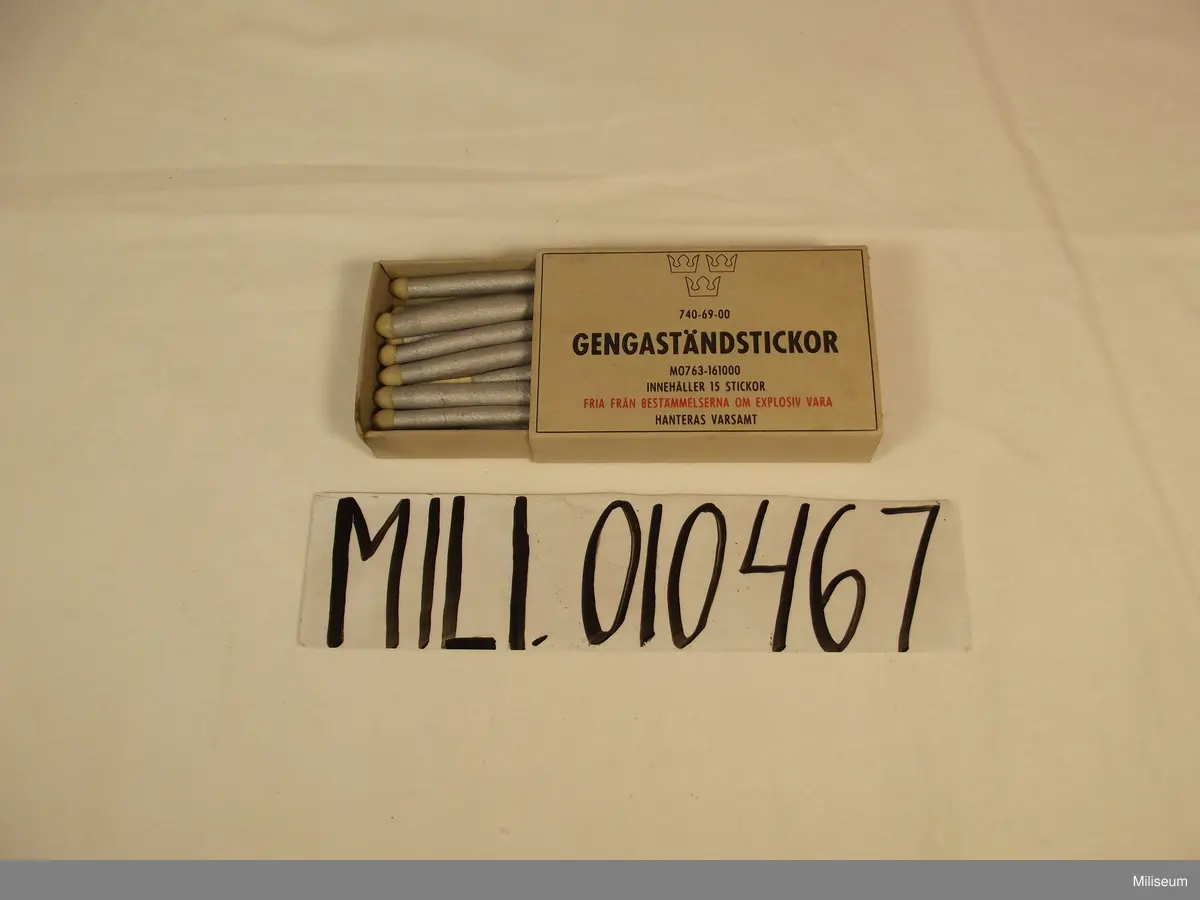 740-69-00
GENGASTÄNDSTICKOR
M0763-161000
INNEHÅLLER 15 STICKOR
FRIA FRÅN BESTÄMMELSERNA OM EXPLOSIV VARA
HANTERAS VARSAMT
MILI. 010467
Miliseum